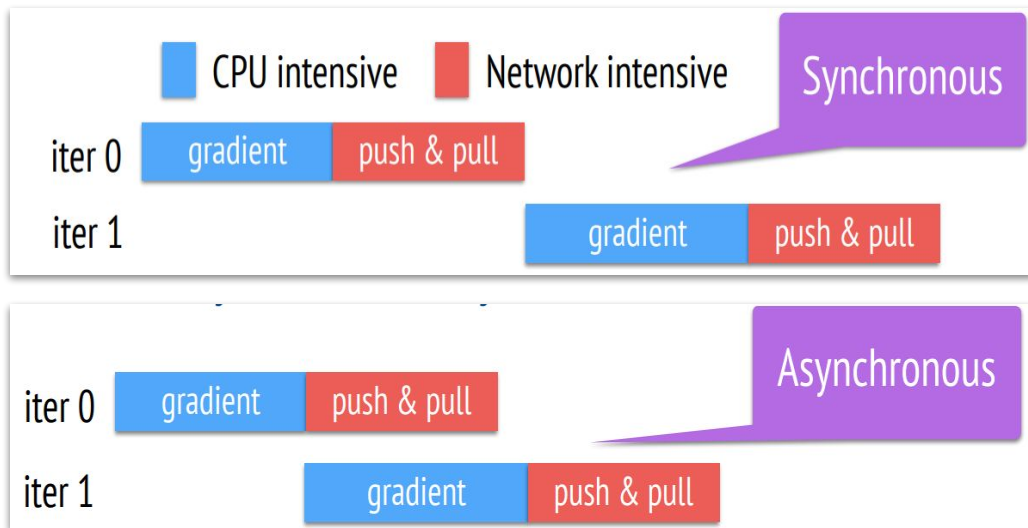 CPU intensive Network intensive
Synchronous
iter 0 gradient push & pull
iter 1 gradient push & pull
Asynchronous
iter 0 gradient push & pull
iter 1 gradient push & pull